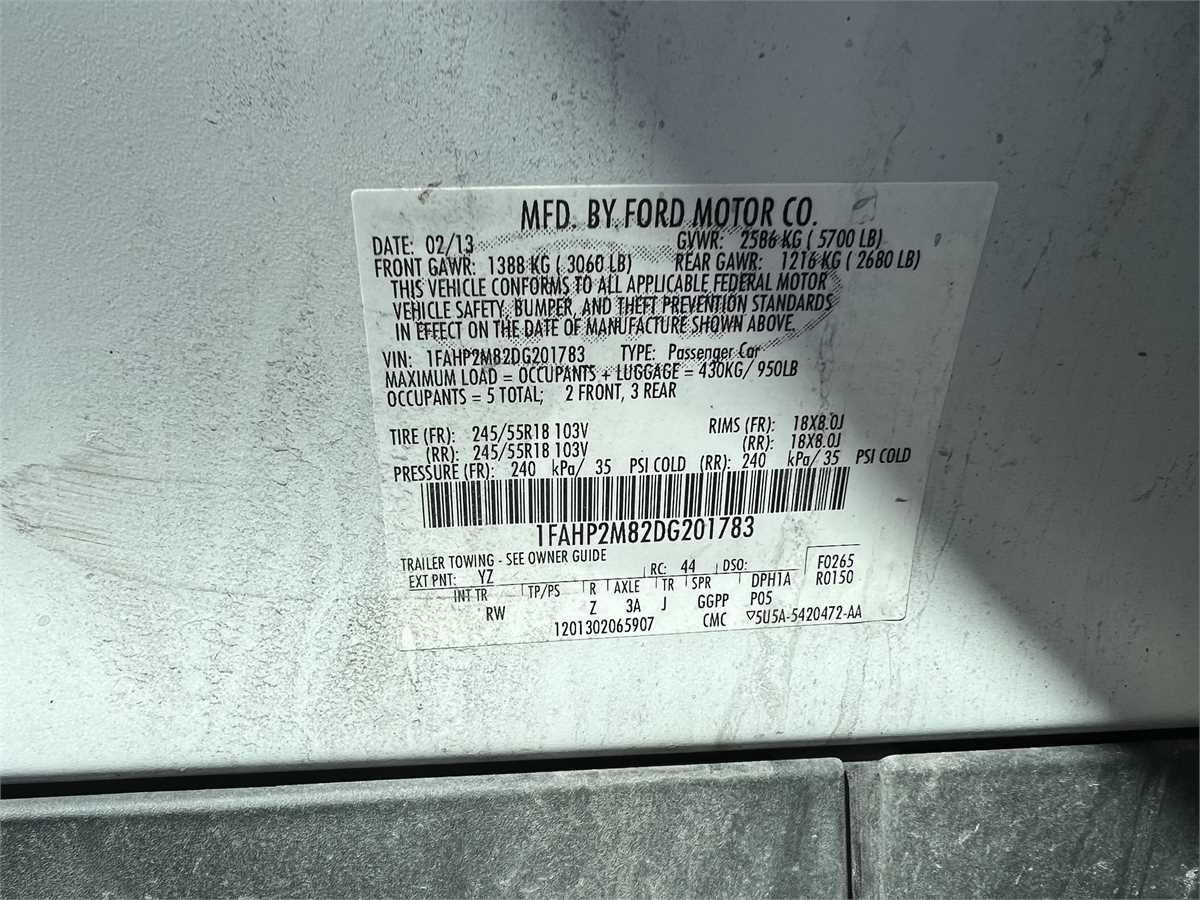 MFD. BY FORD MOTOR CO.
DATE: 02/13 GVWR: 2586 KG ( 5700 LB)
FRONT GAWR: 1388 KG ( 3060 LB) REAR GAWR: 1216 KG ( 2680 LB)
THIS VEHICLE CONFORMS TO ALL APPLICABLE FEDERAL MOTOR
VEHICLE SAFETY, BUMPER, AND THEFT PREVENTION STANDARDS
IN EFFECT ON THE DATE OF MANUFACTURE SHOWN ABOVE.
VIN: 1FAHP2M82DG201783 TYPE: Passenger Car
MAXIMUM LOAD = OCCUPANTS + LUGGAGE = 430KG/ 950LB
OCCUPANTS = 5 TOTAL; 2 FRONT, 3 REAR
TIRE (FR): 245/55R18 103V RIMS (FR): 18X8.0J
(RR): 245/55R18 103V (RR): 18X8.0J
PRESSURE (FR): 240 kPa/ 35 PSI COLD (RR): 240 kPa/ 35 PSI COLD
1FAHP2M82DG201783
TRAILER TOWING - SEE OWNER GUIDE
EXT PNT: YZ RC: 44 DSO: F0265
INT TR TP/PS R AXLE TR SPR DPH1A R0150
RW Z 3A J GGPP P05
1201302065907 CMC ▽5U5A-5420472-AA